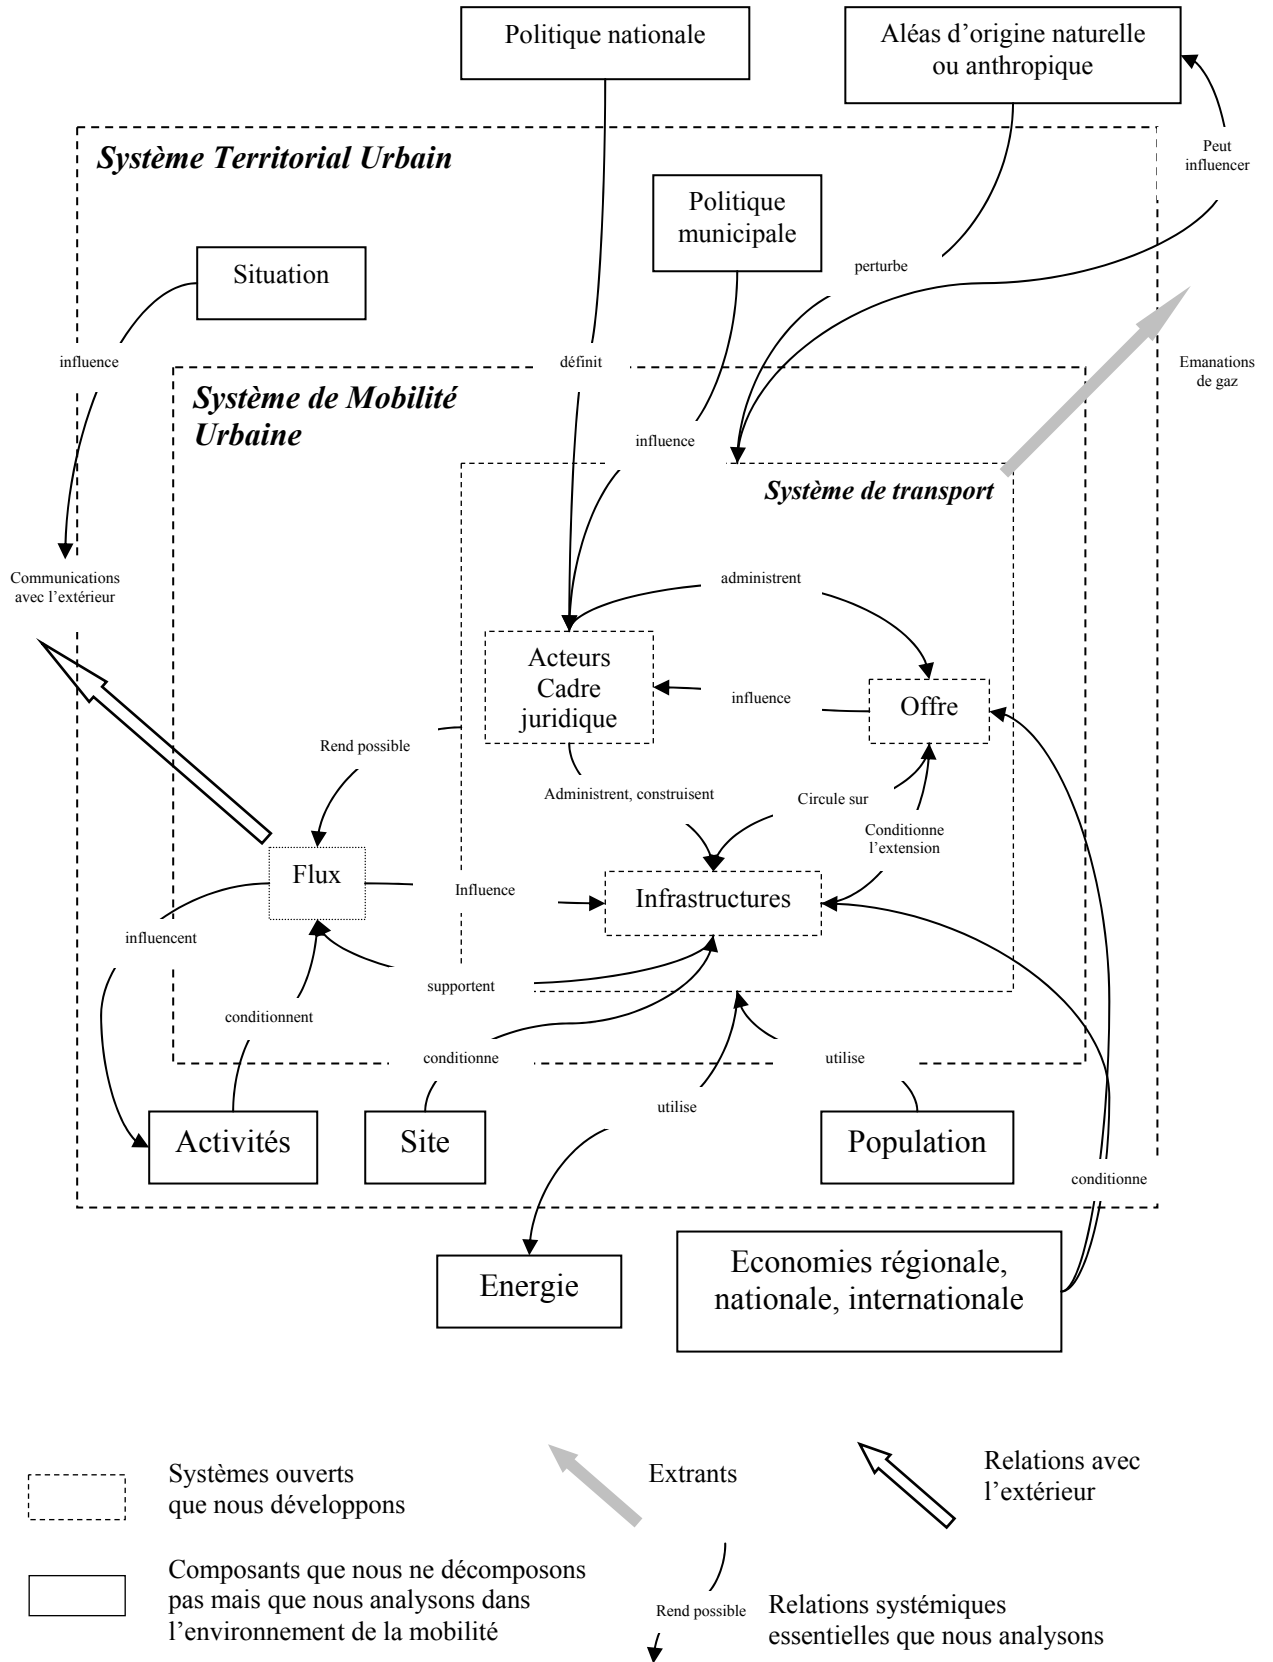 Politique nationale
Aléas d’origine naturelle
ou anthropique
Système Territorial Urbain
Peut
influencer
Politique
municipale
Situation
perturbe
influence
définit
Emanations
de gaz
Système de Mobilité
Urbaine
influence
Système de transport
Communications
avec l’extérieur
administrent
Acteurs
Cadre
juridique
influence
Offre
Rend possible
Administrent, construisent
Circule sur
Conditionne
l’extension
Flux
Influence
Infrastructures
influencent
supportent
conditionnent
conditionne
utilise
utilise
Activités
Site
Population
conditionne
Energie
Economies régionale,
nationale, internationale
Systèmes ouverts
que nous développons
Extrants
Relations avec
l’extérieur
Composants que nous ne décomposons
pas mais que nous analysons dans
l’environnement de la mobilité
Rend possible
Relations systémiques
essentielles que nous analysons